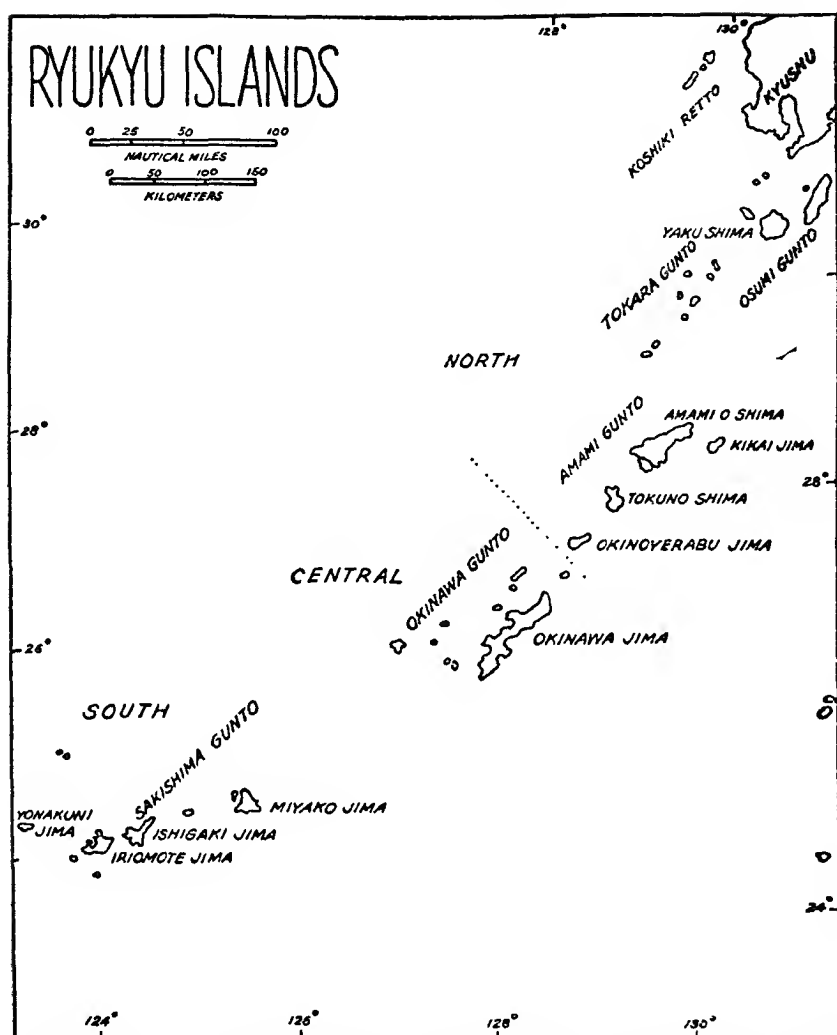 128° 130°
RYUKYU ISLANDS
0 25 50 100
NAUTICAL MILES
0 50 100 150
KILOMETERS
KOSHIKI RETTO
KYUSHU
30°
YAKU SHIMA
TOKARA GUNTO
OSUMI GUNTO
NORTH
AMAMI GUNTO
AMAMI O SHIMA
28°
KIKAI JIMA
28°
TOKUNO SHIMA
OKINOYERABU JIMA
CENTRAL
OKINAWA GUNTO
OKINAWA JIMA
26°
SOUTH
SAKISHIMA GUNTO
MIYAKO JIMA
YONAKUNI
JIMA
ISHIGAKI JIMA
IRIOMOTE JIMA
24°
124° 126° 128° 130°